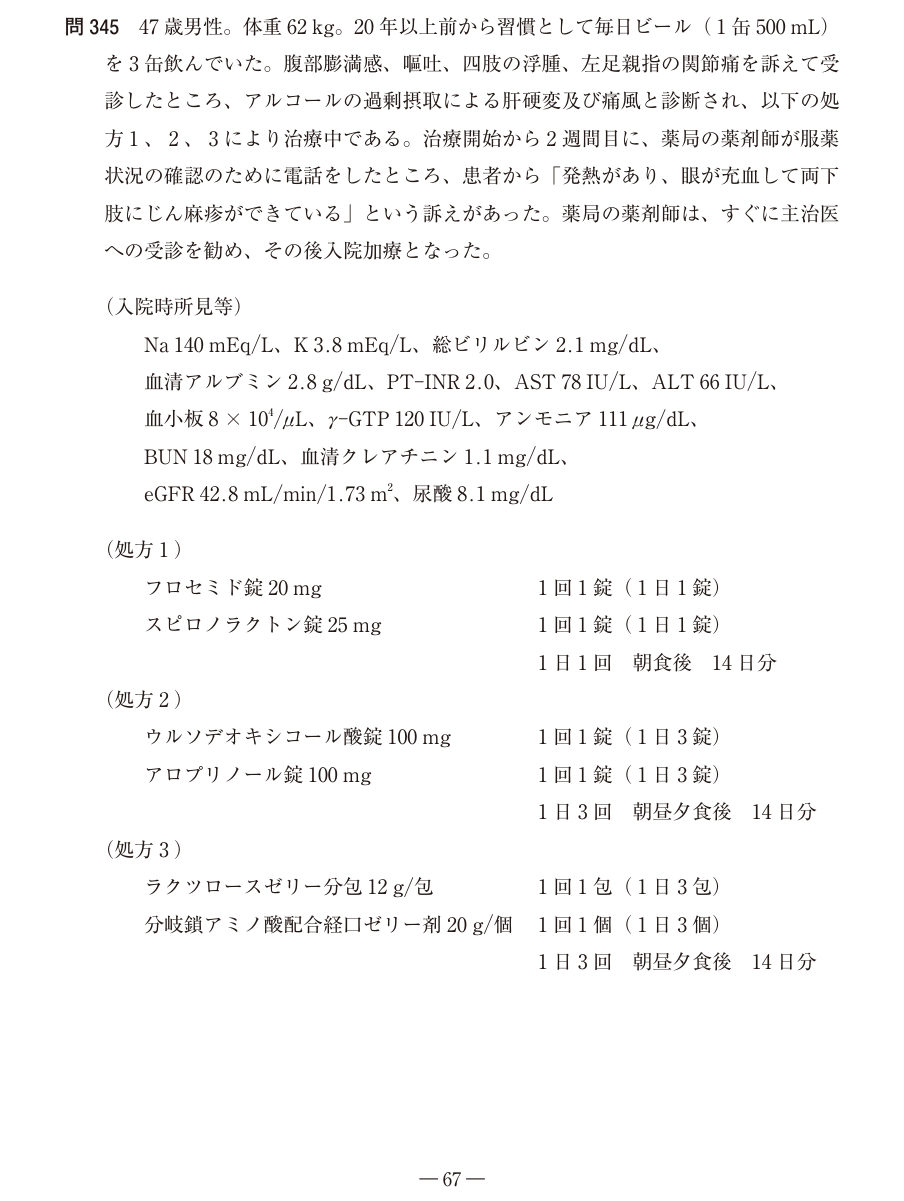 問 345 47 歳男性。体重 62 kg。20 年以上前から習慣として毎日ビール（1 缶 500 mL）
を 3 缶飲んでいた。腹部膨満感、嘔吐、四肢の浮腫、左足親指の関節痛を訴えて受
診したところ、アルコールの過剰摂取による肝硬変及び痛風と診断され、以下の処
方 1 、2 、3 により治療中である。治療開始から 2 週間目に、薬局の薬剤師が服薬
状況の確認のために電話をしたところ、患者から「発熱があり、眼が充血して両下
肢にじん麻疹ができている」という訴えがあった。薬局の薬剤師は、すぐに主治医
への受診を勧め、その後入院加療となった。
（入院時所見等）
Na 140 mEq/L、K 3.8 mEq/L、総ビリルビン 2.1 mg/dL、
血清アルブミン 2.8 g/dL、PT-INR 2.0、AST 78 IU/L、ALT 66 IU/L、
血小板 8 × 10⁴/μL、γ-GTP 120 IU/L、アンモニア 111 μg/dL、
BUN 18 mg/dL、血清クレアチニン 1.1 mg/dL、
eGFR 42.8 mL/min/1.73 m²、尿酸 8.1 mg/dL
（処方 1 ）
フロセミド錠 20 mg 1 回 1 錠（1 日 1 錠）
スピロノラクトン錠 25 mg 1 回 1 錠（1 日 1 錠）
1 日 1 回 朝食後 14 日分
（処方 2 ）
ウルソデオキシコール酸錠 100 mg 1 回 1 錠（1 日 3 錠）
アロプリノール錠 100 mg 1 回 1 錠（1 日 3 錠）
1 日 3 回 朝昼夕食後 14 日分
（処方 3 ）
ラクツロースゼリー分包 12 g/包 1 回 1 包（1 日 3 包）
分岐鎖アミノ酸配合経口ゼリー剤 20 g/個 1 回 1 個（1 日 3 個）
1 日 3 回 朝昼夕食後 14 日分
— 67 —